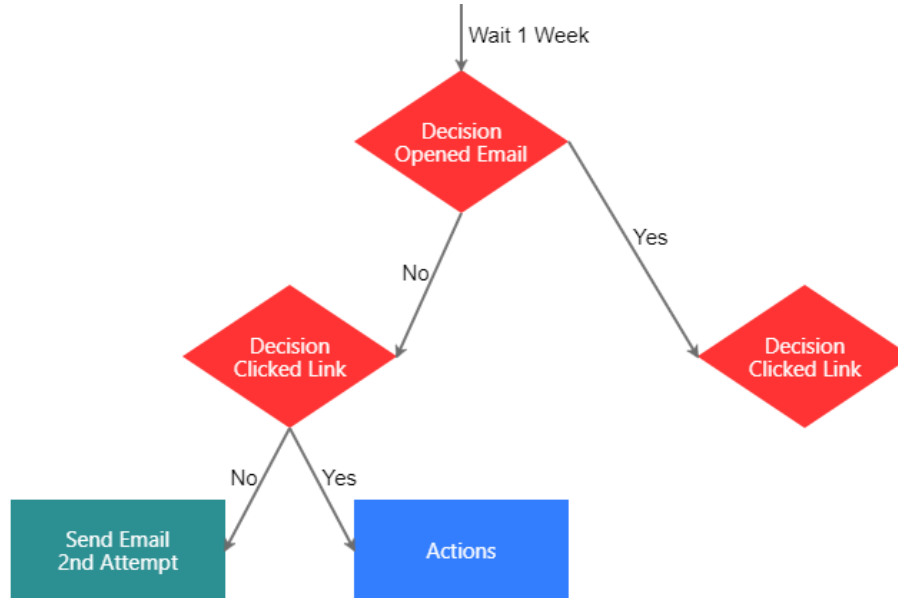 Wait 1 Week
Decision
Opened Email
Yes
No
Decision
Clicked Link
Decision
Clicked Link
No
Yes
Send Email
2nd Attempt
Actions